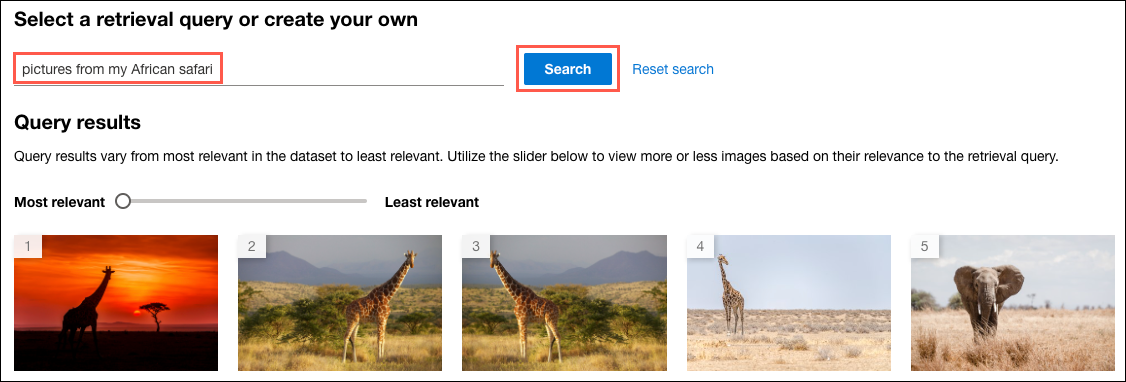 Select a retrieval query or create your own
pictures from my African safari
Search
Reset search
Query results
Query results vary from most relevant in the dataset to least relevant. Utilize the slider below to view more or less images based on their relevance to the retrieval query.
Most relevant
Least relevant
1
2
3
4
5